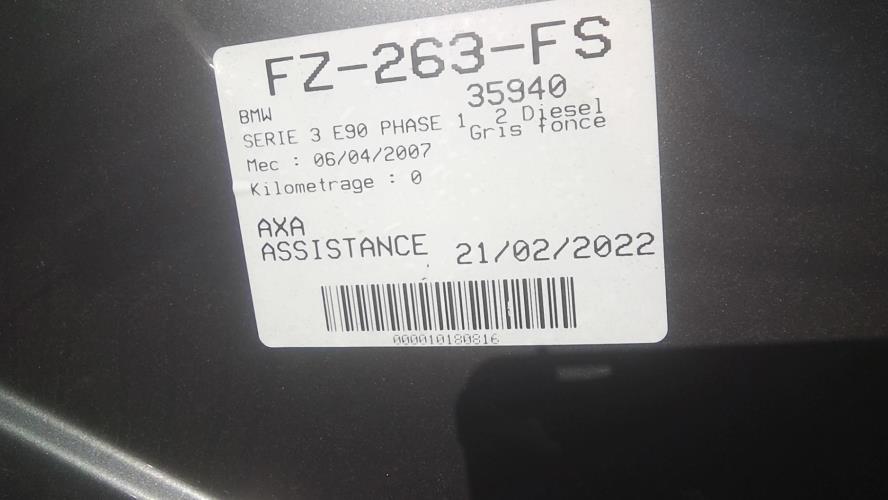 FZ-263-FS
35940
BMW
SERIE 3 E90 PHASE 1 2 Diesel
Gris fonce
Mec : 06/04/2007
Kilometrage : 0
AXA
ASSISTANCE 21/02/2022
000010180816